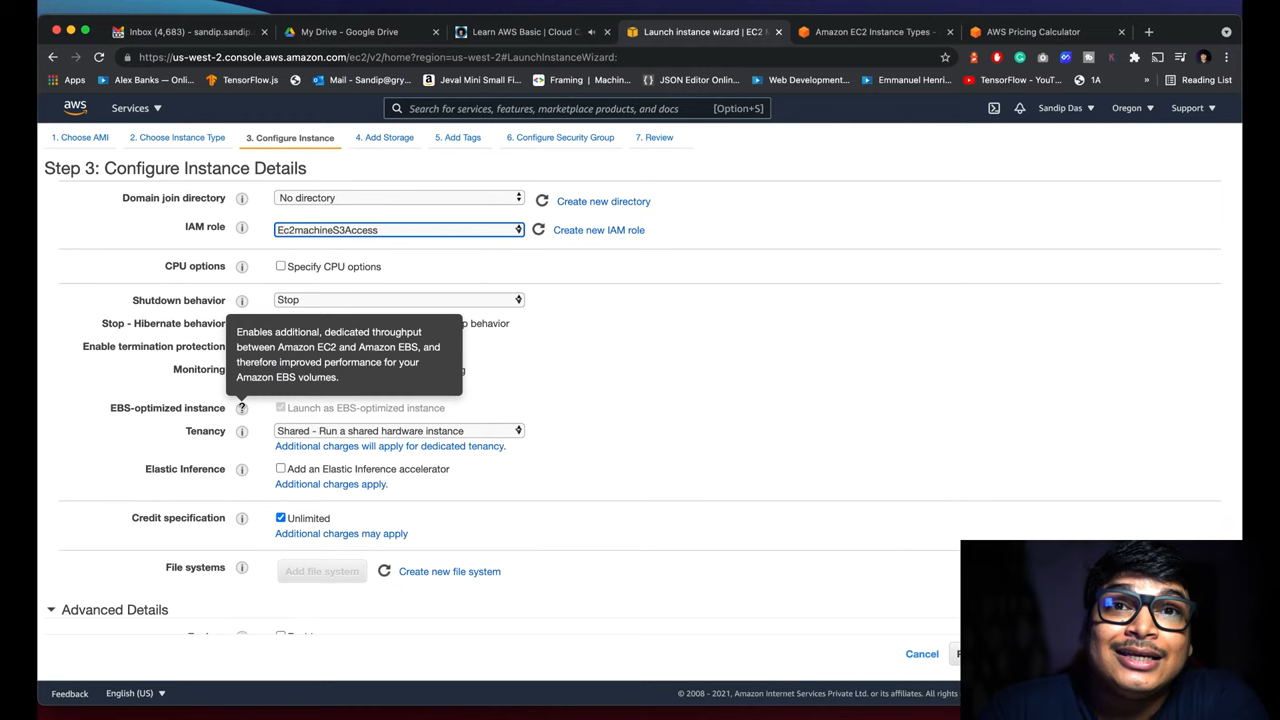 Inbox (4,683) - sandip.sandip.
My Drive - Google Drive
Learn AWS Basic | Cloud C
Launch instance wizard | EC2 M
Amazon EC2 Instance Types -
AWS Pricing Calculator
https://us-west-2.console.aws.amazon.com/ec2/v2/home?region=us-west-2#LaunchInstanceWizard:
Apps
Alex Banks — Onli...
TensorFlow.js
Mail - Sandip@gry...
Jeval Mini Small Fi...
Framing | Machinin...
JSON Editor Onlin...
Web Development...
Emmanuel Henri...
TensorFlow - YouT...
1A
Reading List
aws
Services
Search for services, features, marketplace products, and docs
[Option+S]
Sandip Das
Oregon
Support
1. Choose AMI
2. Choose Instance Type
3. Configure Instance
4. Add Storage
5. Add Tags
6. Configure Security Group
7. Review
Step 3: Configure Instance Details
Domain join directory
No directory
Create new directory
IAM role
Ec2machineS3Access
Create new IAM role
CPU options
Specify CPU options
Shutdown behavior
Stop
Stop - Hibernate behavior
p behavior
Enable termination protection
Monitoring
Enables additional, dedicated throughput
between Amazon EC2 and Amazon EBS, and
therefore improved performance for your
Amazon EBS volumes.
EBS-optimized instance
Launch as EBS-optimized instance
Tenancy
Shared - Run a shared hardware instance
Additional charges will apply for dedicated tenancy.
Elastic Inference
Add an Elastic Inference accelerator
Additional charges apply.
Credit specification
Unlimited
Additional charges may apply
File systems
Add file system
Create new file system
Advanced Details
Cancel
Feedback
English (US)
© 2008 - 2021, Amazon Internet Services Private Ltd. or its affiliates. All rights